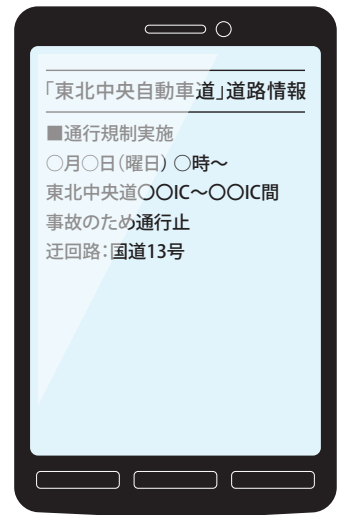 「東北中央自動車道」道路情報
■通行規制実施
○月○日(曜日) ○時～
東北中央道○○IC～○○IC間
事故のため通行止
迂回路:国道13号